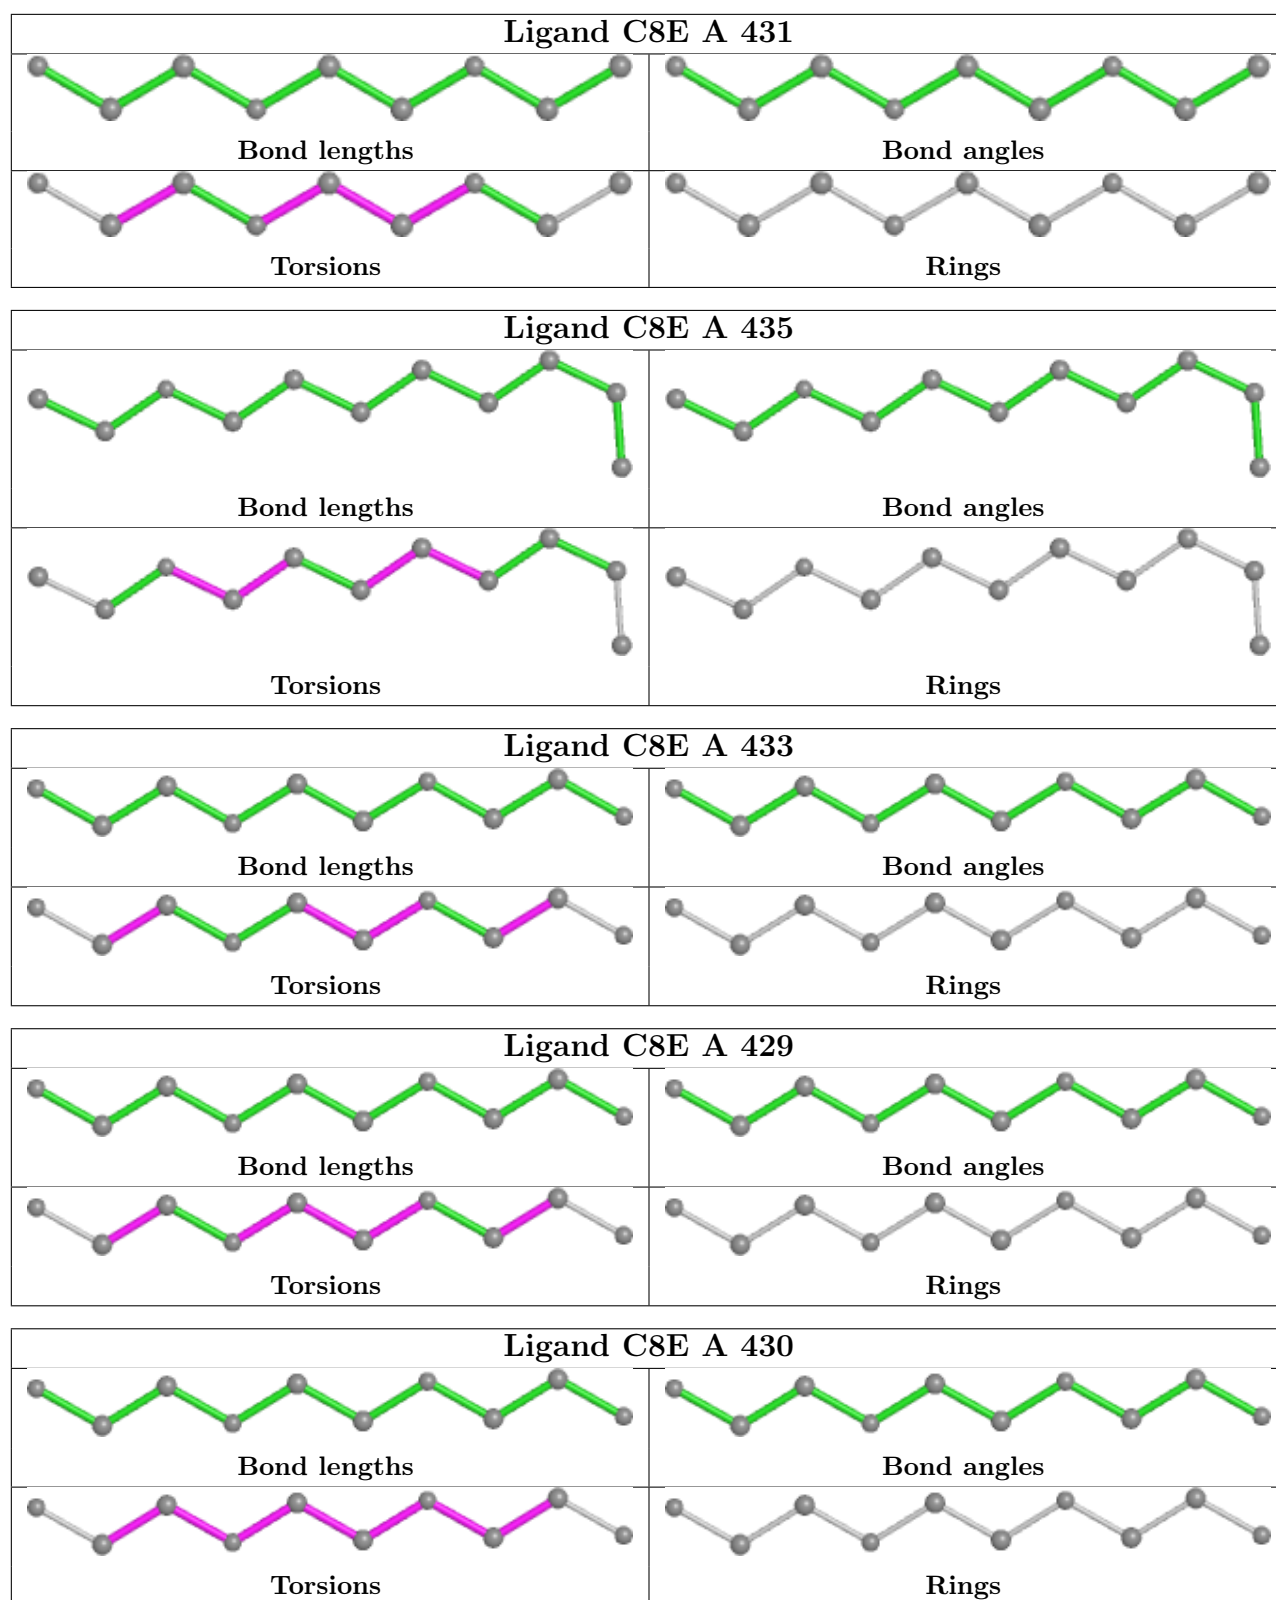 Ligand C8E A 431
Bond lengths
Bond angles
Torsions
Rings
Ligand C8E A 435
Bond lengths
Bond angles
Torsions
Rings
Ligand C8E A 433
Bond lengths
Bond angles
Torsions
Rings
Ligand C8E A 429
Bond lengths
Bond angles
Torsions
Rings
Ligand C8E A 430
Bond lengths
Bond angles
Torsions
Rings